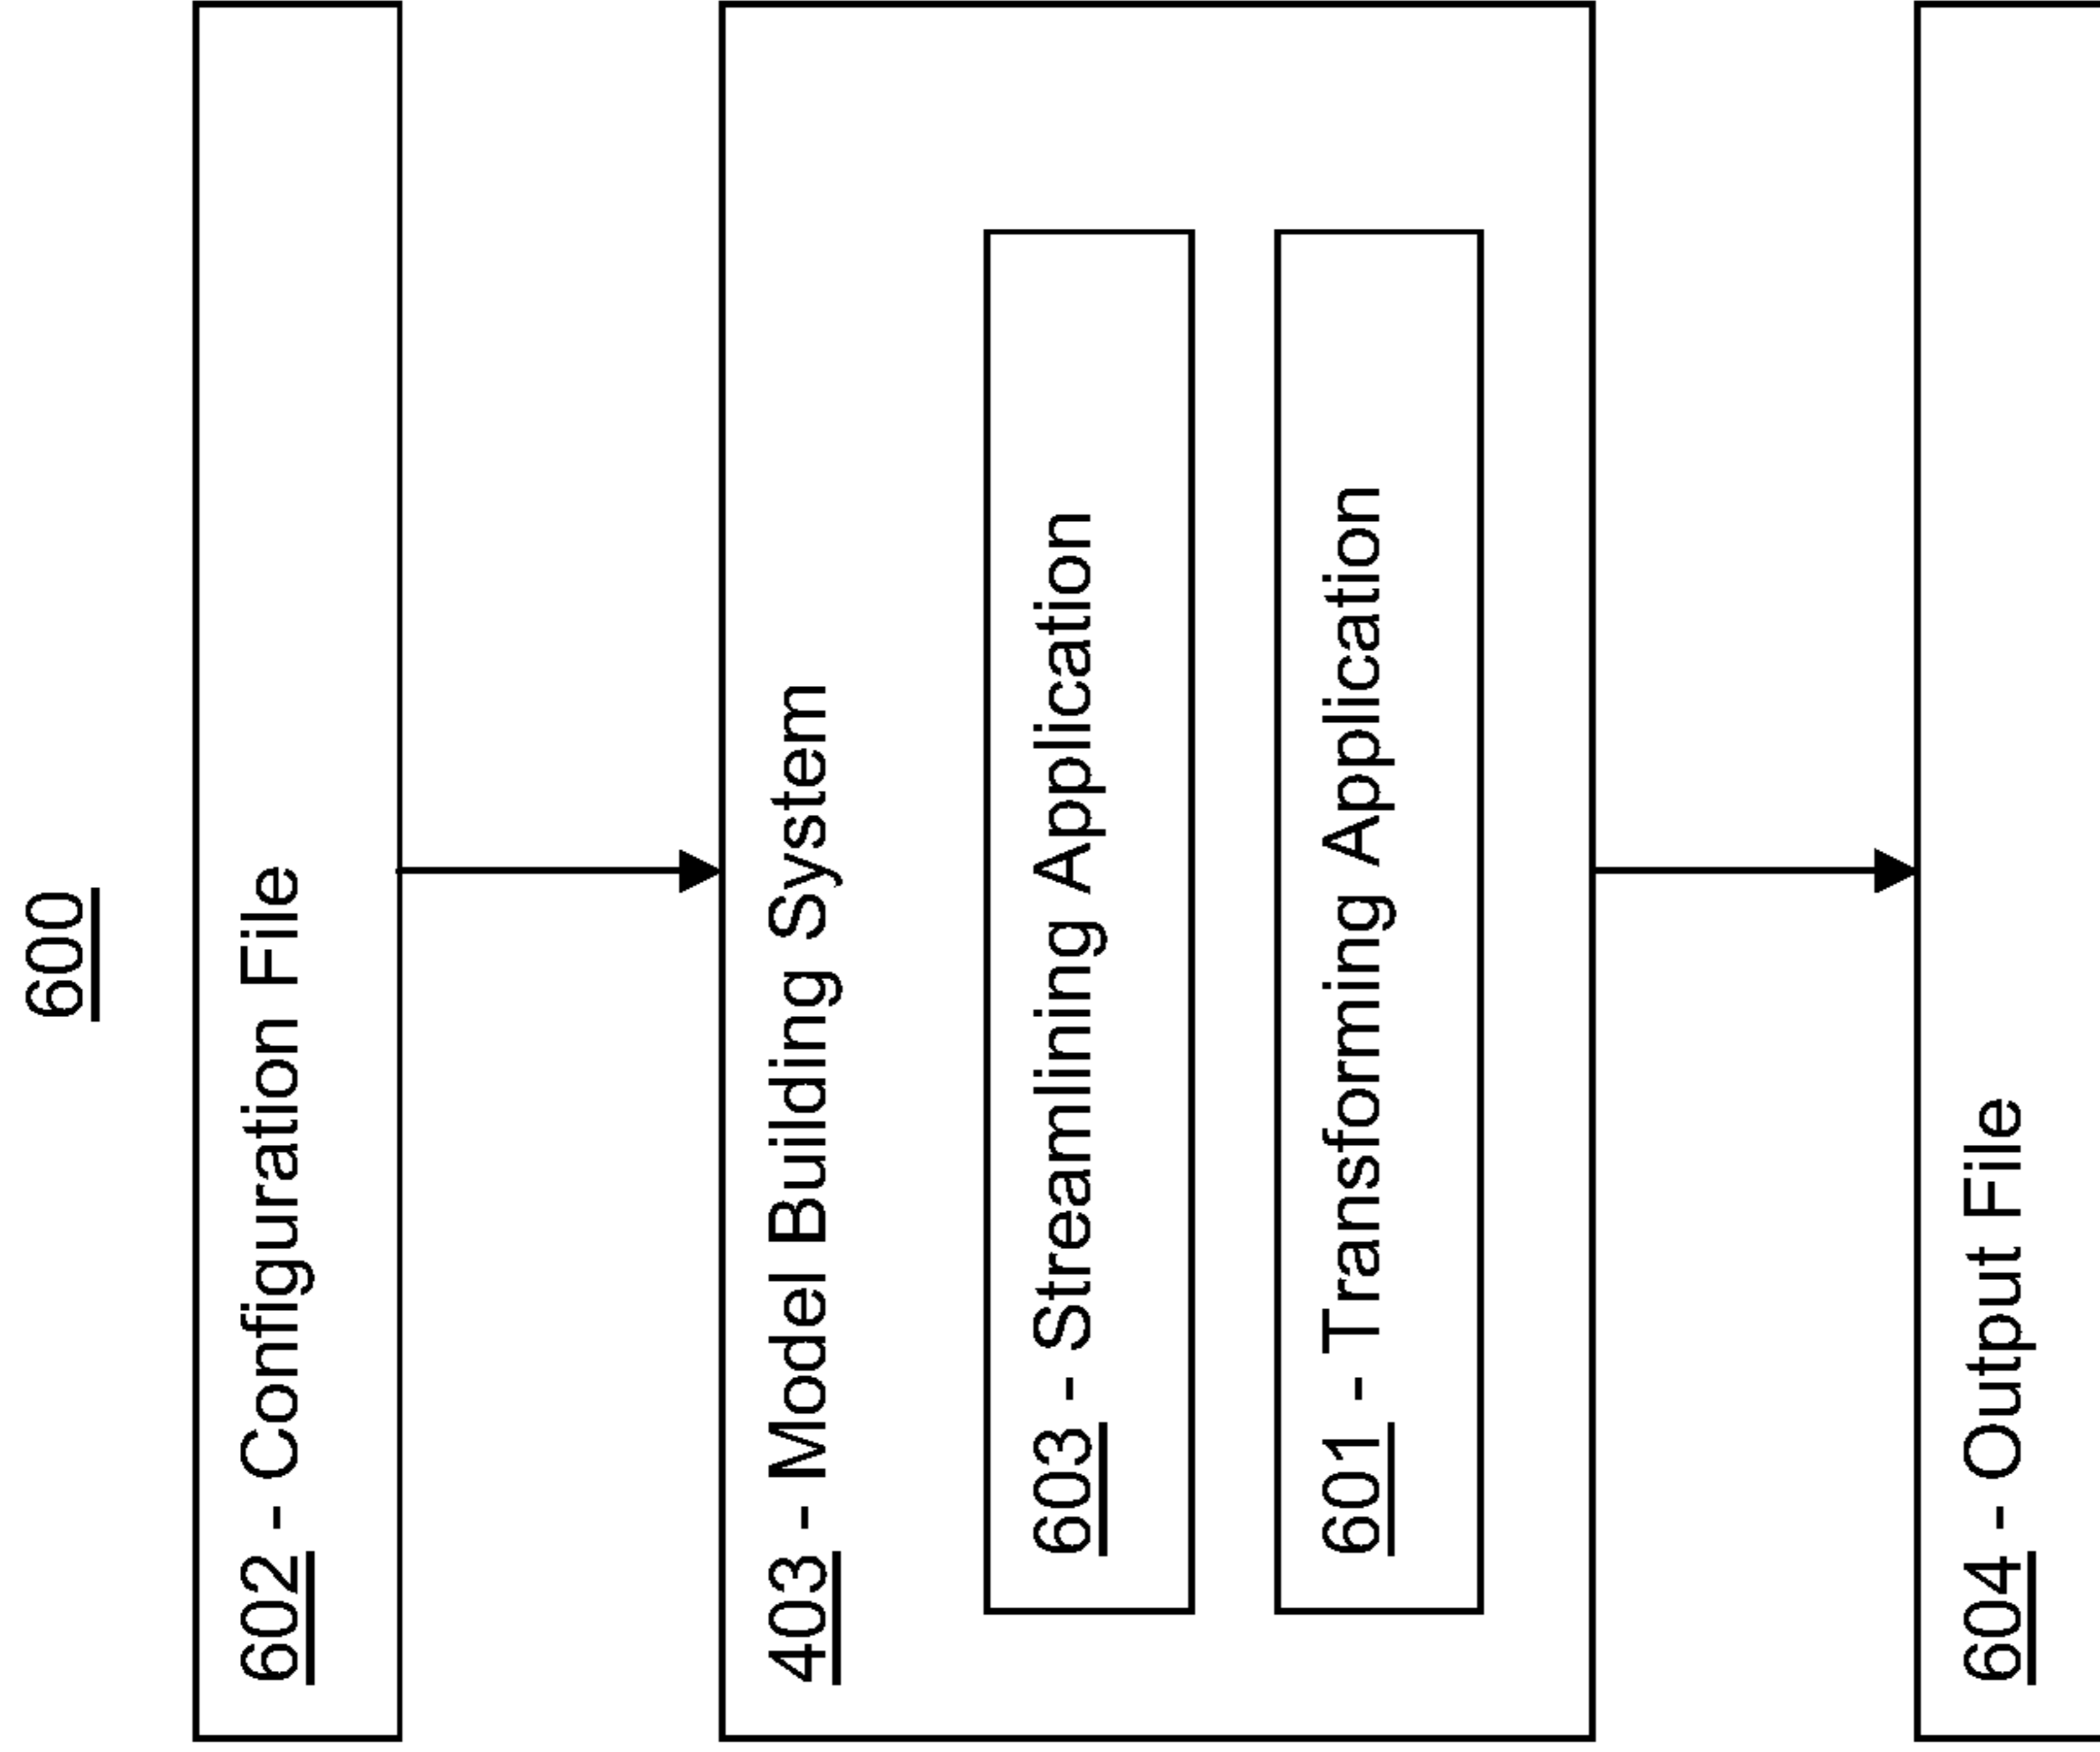 600
602 - Configuration File
403 - Model Building System
603 - Streamlining Application
601 - Transforming Application
604 - Output File